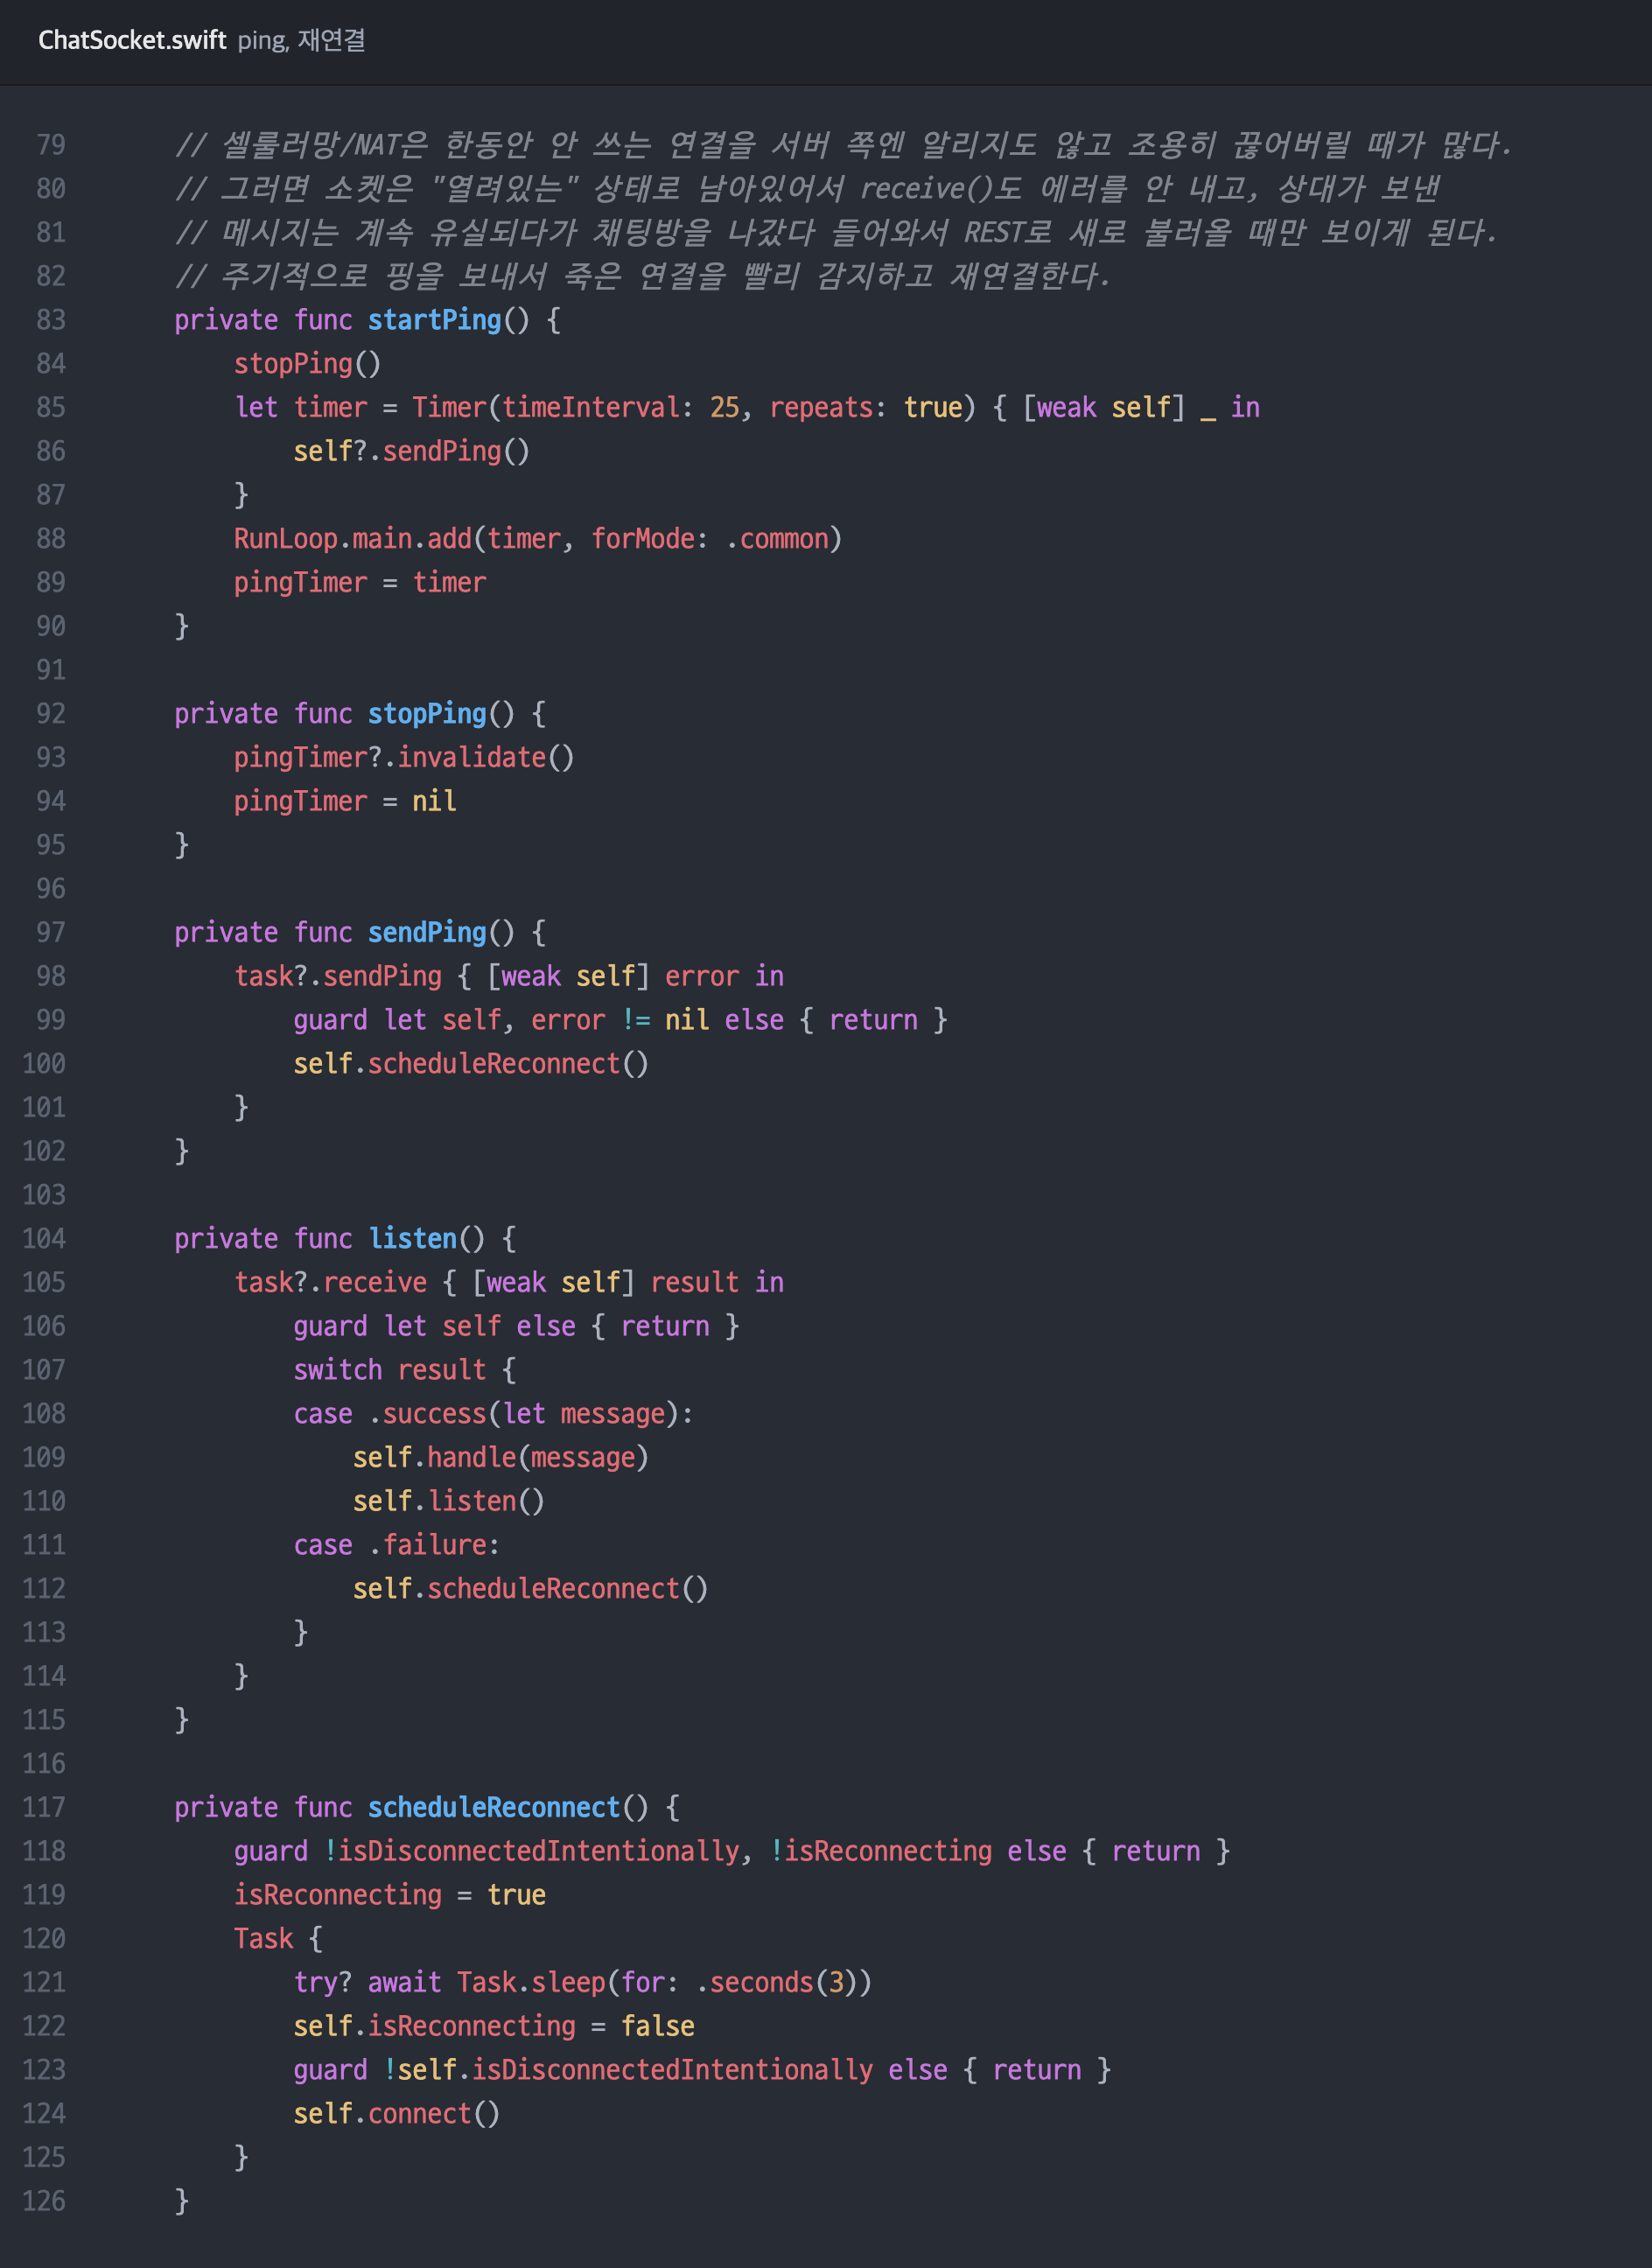 ChatSocket.swift ping, 재연결
79 // 셀룰러망/NAT은 한동안 안 쓰는 연결을 서버 쪽엔 알리지도 않고 조용히 끊어버릴 때가 많다.
80 // 그러면 소켓은 "열려있는" 상태로 남아있어서 receive()도 에러를 안 내고, 상대가 보낸
81 // 메시지는 계속 유실되다가 채팅방을 나갔다 들어와서 REST로 새로 불러올 때만 보이게 된다.
82 // 주기적으로 핑을 보내서 죽은 연결을 빨리 감지하고 재연결한다.
83 private func startPing() {
84 stopPing()
85 let timer = Timer(timeInterval: 25, repeats: true) { [weak self] _ in
86 self?.sendPing()
87 }
88 RunLoop.main.add(timer, forMode: .common)
89 pingTimer = timer
90 }
91
92 private func stopPing() {
93 pingTimer?.invalidate()
94 pingTimer = nil
95 }
96
97 private func sendPing() {
98 task?.sendPing { [weak self] error in
99 guard let self, error != nil else { return }
100 self.scheduleReconnect()
101 }
102 }
103
104 private func listen() {
105 task?.receive { [weak self] result in
106 guard let self else { return }
107 switch result {
108 case .success(let message):
109 self.handle(message)
110 self.listen()
111 case .failure:
112 self.scheduleReconnect()
113 }
114 }
115 }
116
117 private func scheduleReconnect() {
118 guard !isDisconnectedIntentionally, !isReconnecting else { return }
119 isReconnecting = true
120 Task {
121 try? await Task.sleep(for: .seconds(3))
122 self.isReconnecting = false
123 guard !self.isDisconnectedIntentionally else { return }
124 self.connect()
125 }
126 }